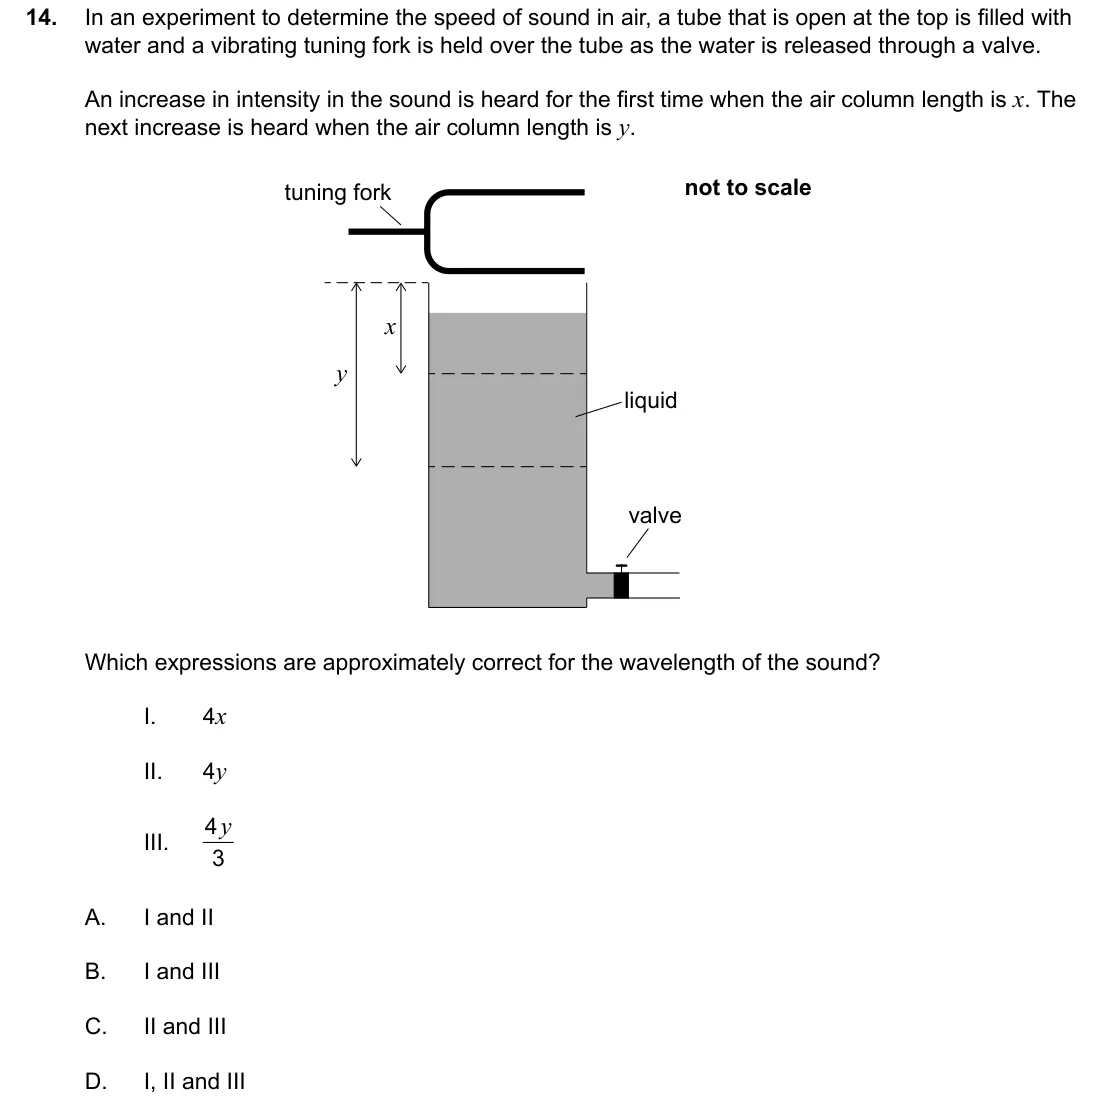 14. In an experiment to determine the speed of sound in air, a tube that is open at the top is filled with
water and a vibrating tuning fork is held over the tube as the water is released through a valve.
An increase in intensity in the sound is heard for the first time when the air column length is x. The
next increase is heard when the air column length is y.
tuning fork
not to scale
x
y
liquid
valve
Which expressions are approximately correct for the wavelength of the sound?
I. 4x
II. 4y
III. 4y/3
A. I and II
B. I and III
C. II and III
D. I, II and III